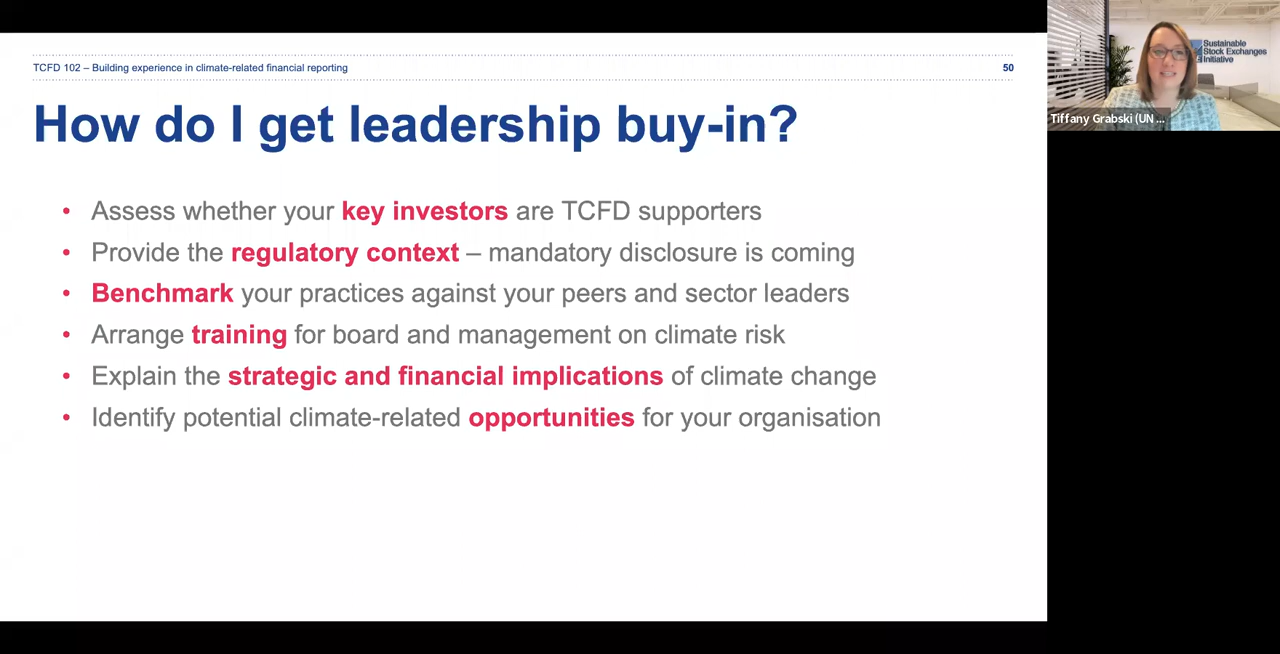 TCFD 102 – Building experience in climate-related financial reporting
50
How do I get leadership buy-in?
• Assess whether your key investors are TCFD supporters
• Provide the regulatory context – mandatory disclosure is coming
• Benchmark your practices against your peers and sector leaders
• Arrange training for board and management on climate risk
• Explain the strategic and financial implications of climate change
• Identify potential climate-related opportunities for your organisation
Sustainable
Stock Exchanges
Initiative
Tiffany Grabski (UN ...